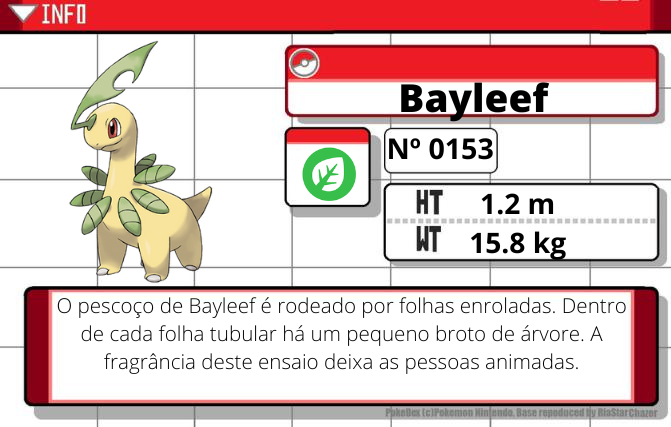 INFO
Bayleef
Nº 0153
HT 1.2 m
WT 15.8 kg
O pescoço de Bayleef é rodeado por folhas enroladas. Dentro
de cada folha tubular há um pequeno broto de árvore. A
fragrância deste ensaio deixa as pessoas animadas.
PokeDex (c)Pokemon Nintendo. Base reproduced by RiaStarChazer